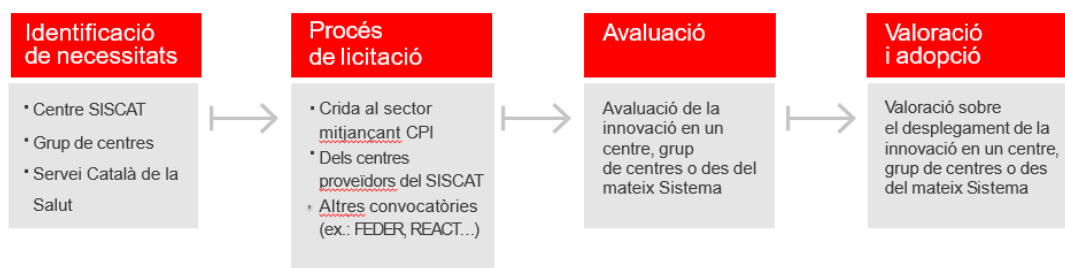 Identificació
de necessitats
▪ Centre SISCAT
▪ Grup de centres
▪ Servei Català de la
Salut
Procés
de licitació
▪ Crida al sector
mitjançant CPI
▪ Dels centres
proveïdors del SISCAT
▪ Altres convocatòries
(ex.: FEDER, REACT…)
Avaluació
Avaluació de la
innovació en un
centre, grup
de centres o des del
mateix Sistema
Valoració
i adopció
Valoració sobre
el desplegament de la
innovació en un centre,
grup de centres o des
del mateix Sistema